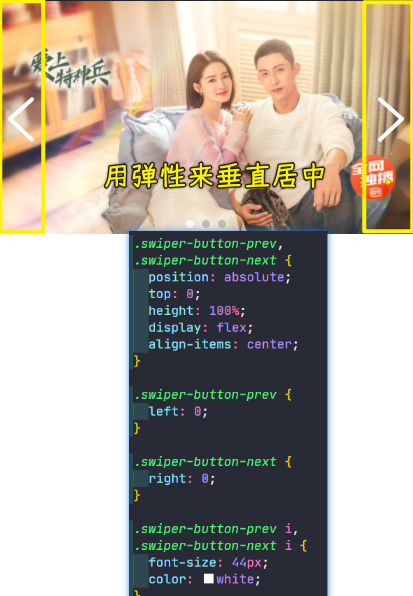 爱上
特种兵
用弹性来垂直居中
全网
独播
.swiper-button-prev,
.swiper-button-next {
position: absolute;
top: 0;
height: 100%;
display: flex;
align-items: center;
}
.swiper-button-prev {
left: 0;
}
.swiper-button-next {
right: 0;
}
.swiper-button-prev i,
.swiper-button-next i {
font-size: 44px;
color: white;
}